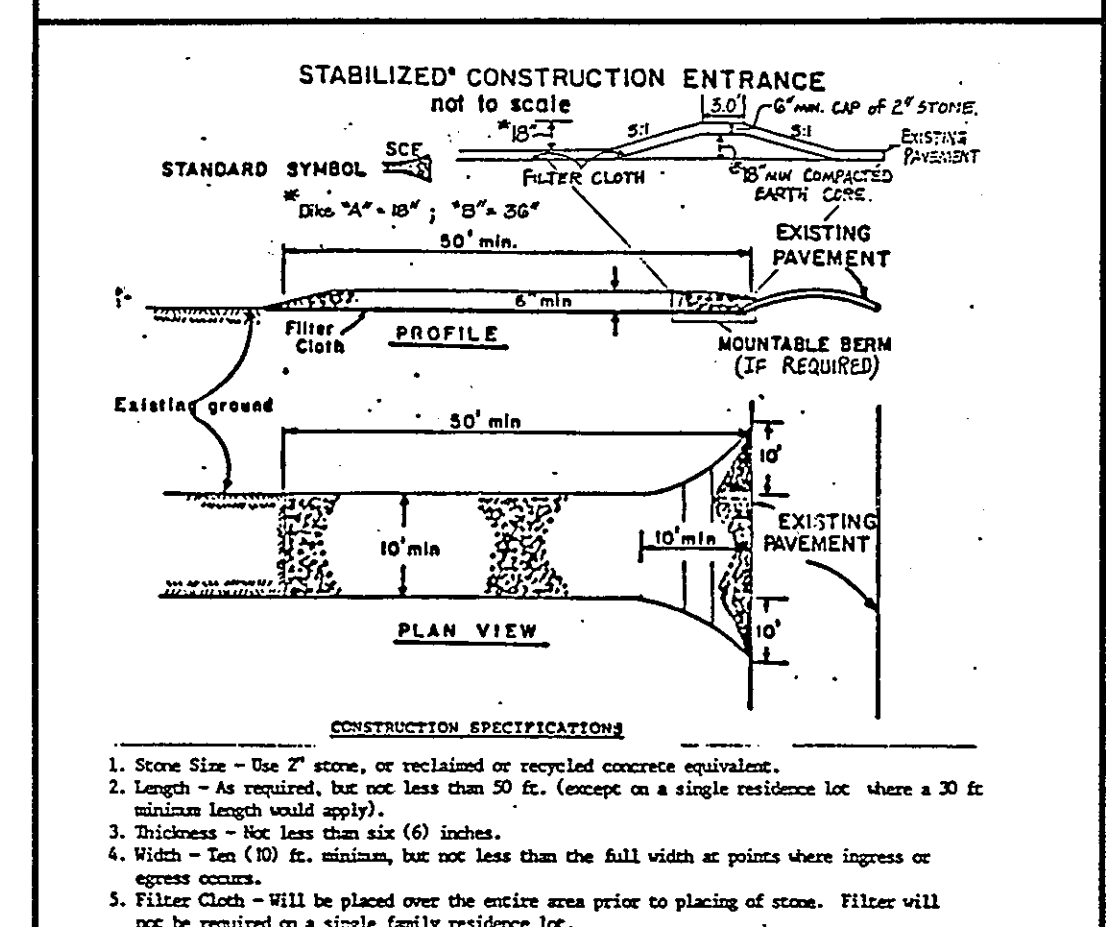 STABILIZED CONSTRUCTION ENTRANCE
not to scale
3.0'
6" MIN. CAP of 2" STONE.
*18"
5:1
5:1
EXISTING
PAVEMENT
STANDARD SYMBOL
SCE
FILTER CLOTH
*18" MIN COMPACTED
EARTH CORE.
* Dike "A" = 18" ; "B" = 36"
50' min.
EXISTING
PAVEMENT
6" min
Filter
Cloth
PROFILE
MOUNTABLE BERM
(IF REQUIRED)
Existing ground
50' min
10'
10' min
10' min
EXISTING
PAVEMENT
10'
PLAN VIEW
CONSTRUCTION SPECIFICATIONS
1. Stone Size - Use 2" stone, or reclaimed or recycled concrete equivalent.
2. Length - As required, but not less than 50 ft. (except on a single residence lot where a 30 ft
minimum length would apply).
3. Thickness - Not less than six (6) inches.
4. Width - Ten (10) ft. minimum, but not less than the full width at points where ingress or
egress occurs.
5. Filter Cloth - Will be placed over the entire area prior to placing of stone. Filter will
not be required on a single family residence lot.